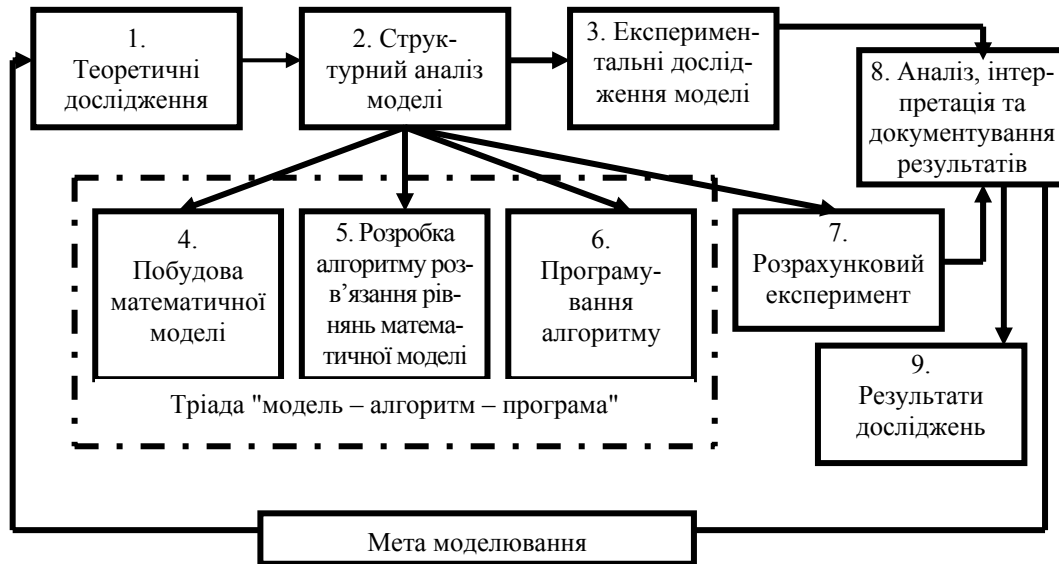 1.
Теоретичні
дослідження
2. Струк-
турний аналіз
моделі
3. Експеримен-
тальні дослід-
ження моделі
8. Аналіз, інтер-
претація та
документування
результатів
4.
Побудова
математичної
моделі
5. Розробка
алгоритму роз-
в’язання рів-
нянь матема-
тичної моделі
6.
Програму-
вання
алгоритму
7.
Розрахунковий
експеримент
Тріада "модель – алгоритм – програма"
9.
Результати
досліджень
Мета моделювання